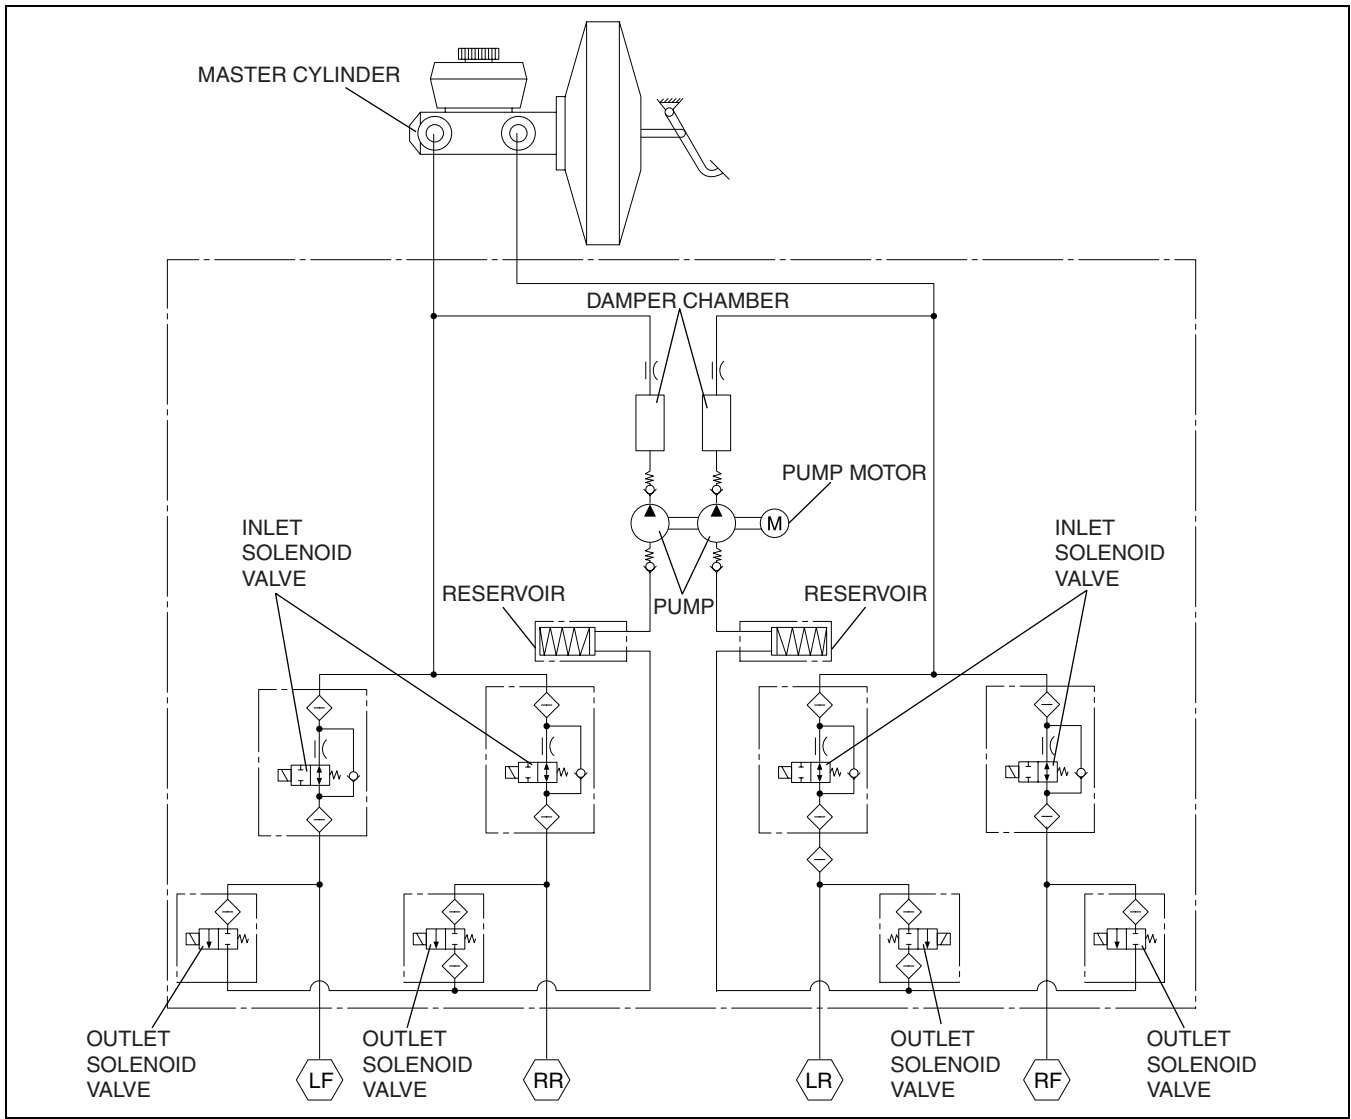 MASTER CYLINDER
DAMPER CHAMBER
PUMP MOTOR
M
INLET
SOLENOID
VALVE
INLET
SOLENOID
VALVE
RESERVOIR
PUMP
RESERVOIR
OUTLET
SOLENOID
VALVE
LF
OUTLET
SOLENOID
VALVE
RR
LR
OUTLET
SOLENOID
VALVE
RF
OUTLET
SOLENOID
VALVE